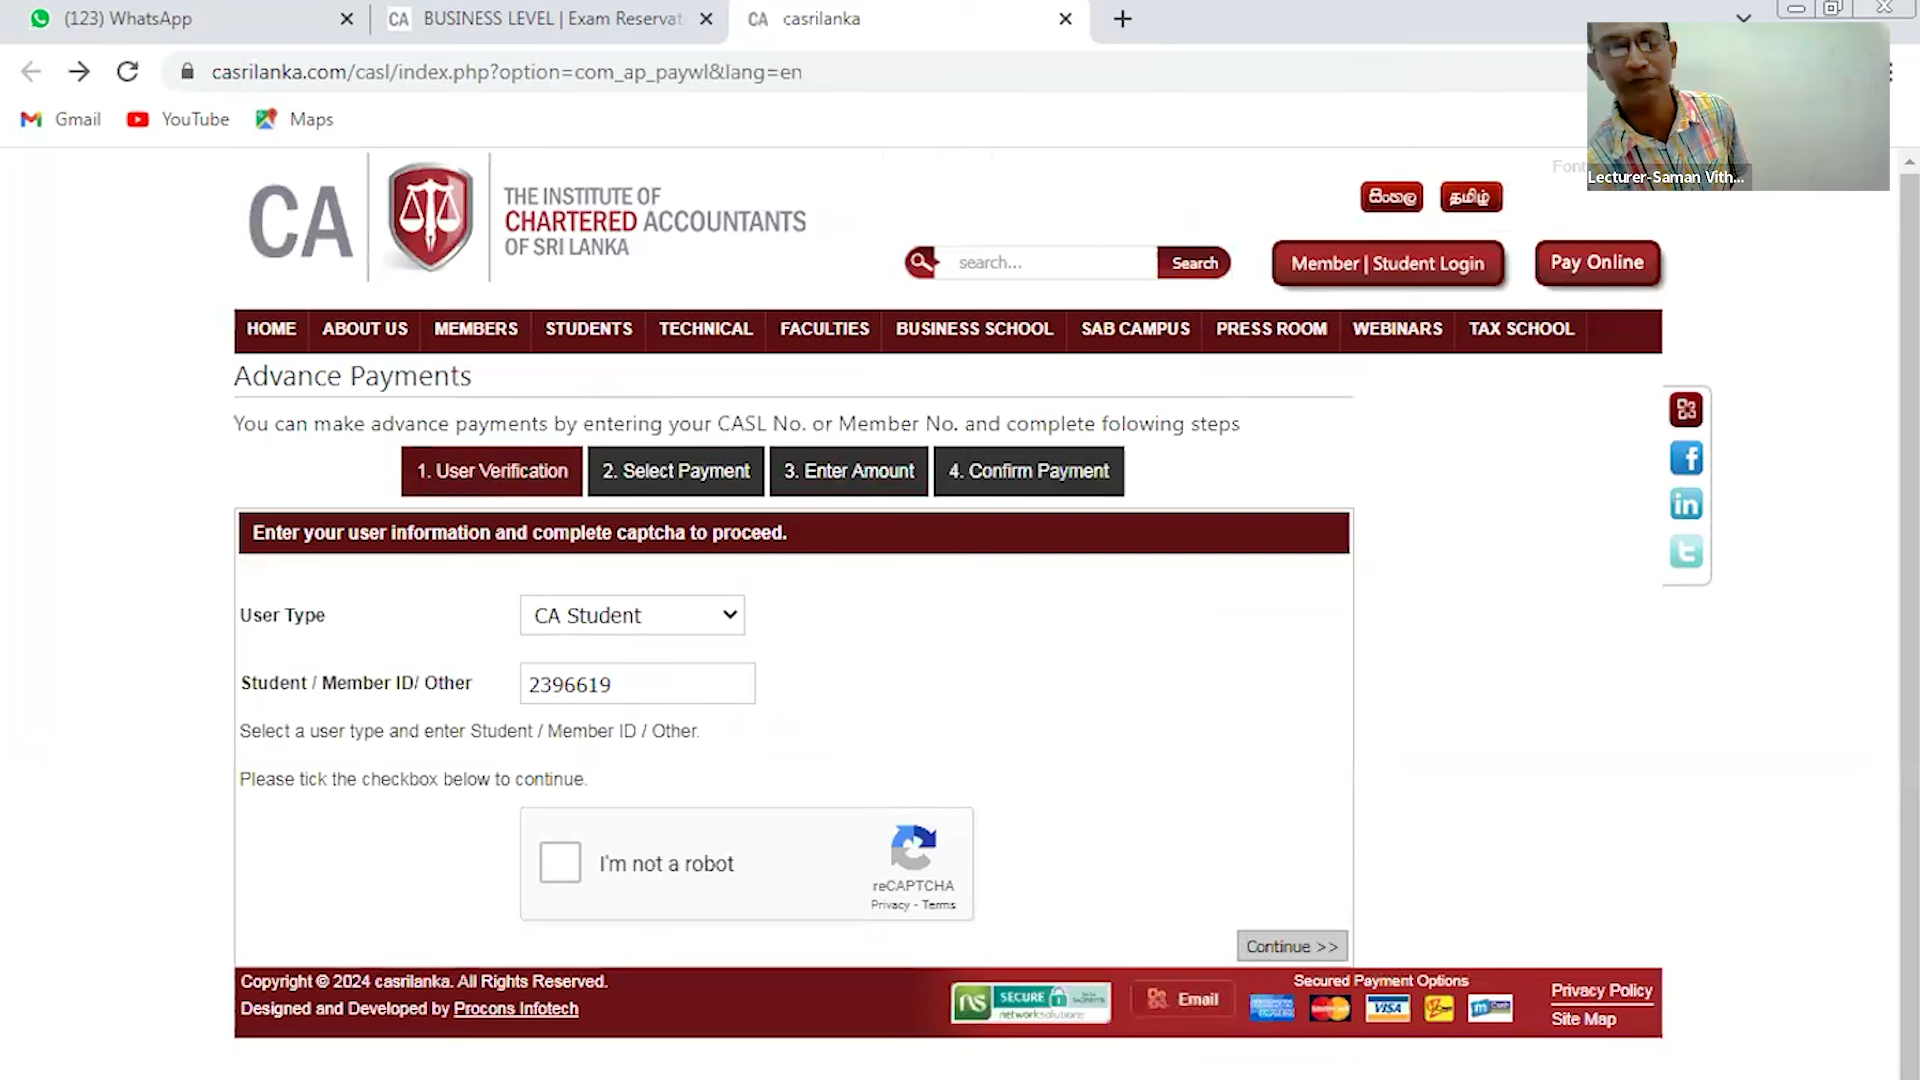 (123) WhatsApp
CA BUSINESS LEVEL | Exam Reservat
CA casrilanka
casrilanka.com/casl/index.php?option=com_ap_paywl&lang=en
Gmail YouTube Maps
Font
Lecturer-Saman Vith...
CA
THE INSTITUTE OF
CHARTERED ACCOUNTANTS
OF SRI LANKA
සිංහල தமிழ்
search... Search
Member | Student Login
Pay Online
HOME ABOUT US MEMBERS STUDENTS TECHNICAL FACULTIES BUSINESS SCHOOL SAB CAMPUS PRESS ROOM WEBINARS TAX SCHOOL
Advance Payments
You can make advance payments by entering your CASL No. or Member No. and complete folowing steps
1. User Verification 2. Select Payment 3. Enter Amount 4. Confirm Payment
Enter your user information and complete captcha to proceed.
User Type CA Student
Student / Member ID/ Other 2396619
Select a user type and enter Student / Member ID / Other.
Please tick the checkbox below to continue.
I'm not a robot
reCAPTCHA
Privacy - Terms
Continue >>
Copyright © 2024 casrilanka. All Rights Reserved.
Designed and Developed by Procons Infotech
SECURE
networksolutions
Email
Secured Payment Options
VISA
Privacy Policy
Site Map